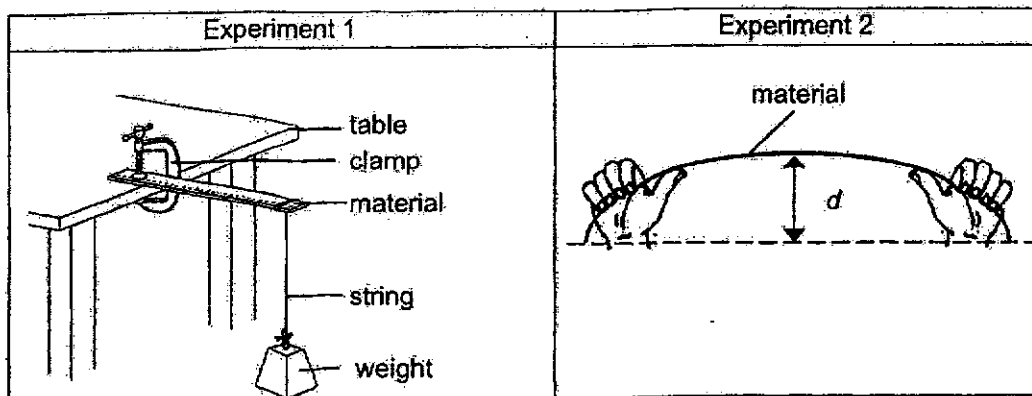 Experiment 1
Experiment 2
table
clamp
material
string
weight
material
d